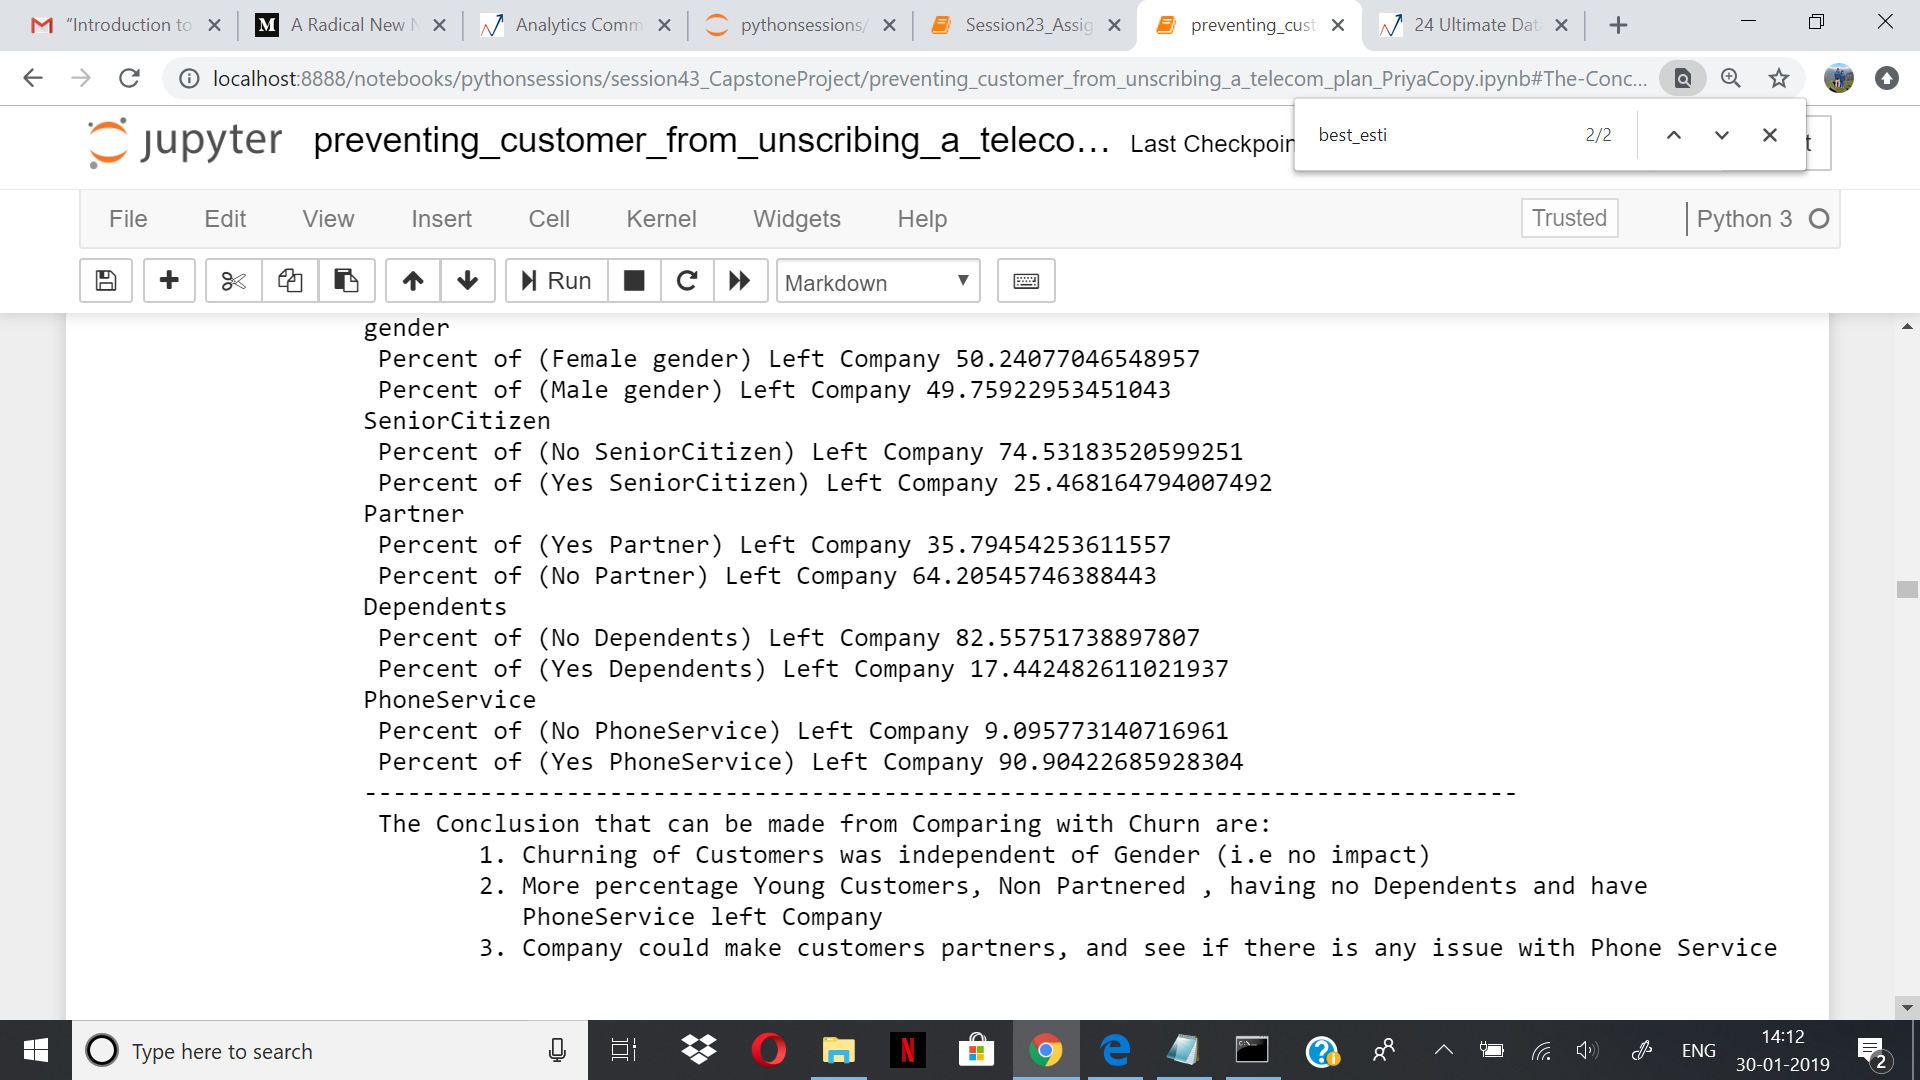 "Introduction to
A Radical New N
Analytics Comm
pythonsessions/
Session23_Assig
preventing_cust
24 Ultimate Dat
localhost:8888/notebooks/pythonsessions/session43_CapstoneProject/preventing_customer_from_unscribing_a_telecom_plan_PriyaCopy.ipynb#The-Conc...
best_esti 2/2
jupyter preventing_customer_from_unscribing_a_teleco... Last Checkpoin t
File Edit View Insert Cell Kernel Widgets Help Trusted Python 3
Run Markdown
gender
Percent of (Female gender) Left Company 50.24077046548957
Percent of (Male gender) Left Company 49.75922953451043
SeniorCitizen
Percent of (No SeniorCitizen) Left Company 74.53183520599251
Percent of (Yes SeniorCitizen) Left Company 25.468164794007492
Partner
Percent of (Yes Partner) Left Company 35.79454253611557
Percent of (No Partner) Left Company 64.20545746388443
Dependents
Percent of (No Dependents) Left Company 82.55751738897807
Percent of (Yes Dependents) Left Company 17.442482611021937
PhoneService
Percent of (No PhoneService) Left Company 9.095773140716961
Percent of (Yes PhoneService) Left Company 90.90422685928304
--------------------------------------------------------------------------------
The Conclusion that can be made from Comparing with Churn are:
1. Churning of Customers was independent of Gender (i.e no impact)
2. More percentage Young Customers, Non Partnered , having no Dependents and have
PhoneService left Company
3. Company could make customers partners, and see if there is any issue with Phone Service
Type here to search
ENG
14:12
30-01-2019
2